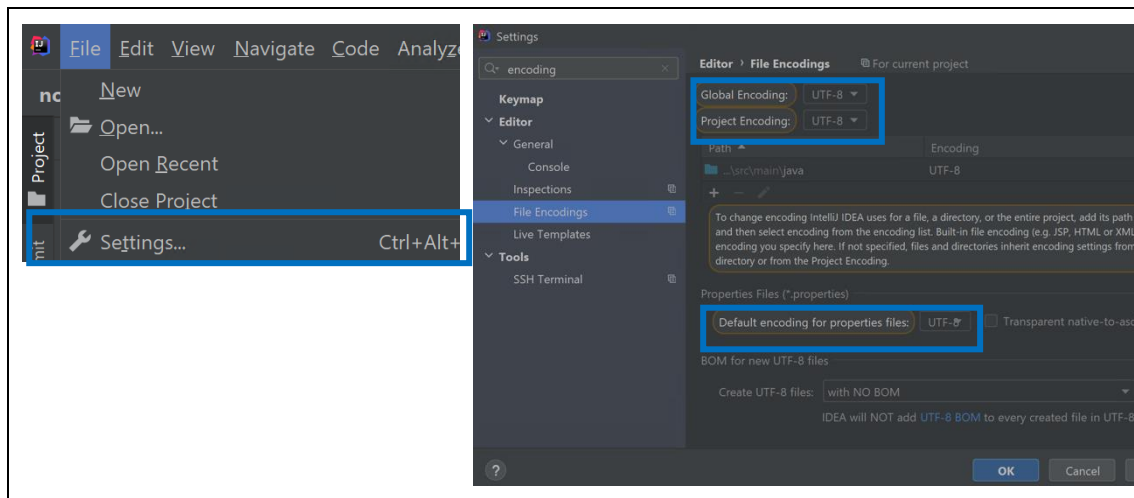 File Edit View Navigate Code Analyz
New
Open...
Open Recent
Close Project
Settings... Ctrl+Alt+
Project
Settings
encoding
Keymap
Editor
General
Console
Inspections
File Encodings
Live Templates
Tools
SSH Terminal
Editor › File Encodings For current project
Global Encoding: UTF-8
Project Encoding: UTF-8
Path Encoding
...\src\main\java UTF-8
To change encoding IntelliJ IDEA uses for a file, a directory, or the entire project, add its path
and then select encoding from the encoding list. Built-in file encoding (e.g. JSP, HTML or XML
encoding you specify here. If not specified, files and directories inherit encoding settings from
directory or from the Project Encoding.
Properties Files (*.properties)
Default encoding for properties files: UTF-8 Transparent native-to-asc
BOM for new UTF-8 files
Create UTF-8 files: with NO BOM
IDEA will NOT add UTF-8 BOM to every created file in UTF-8
? OK Cancel